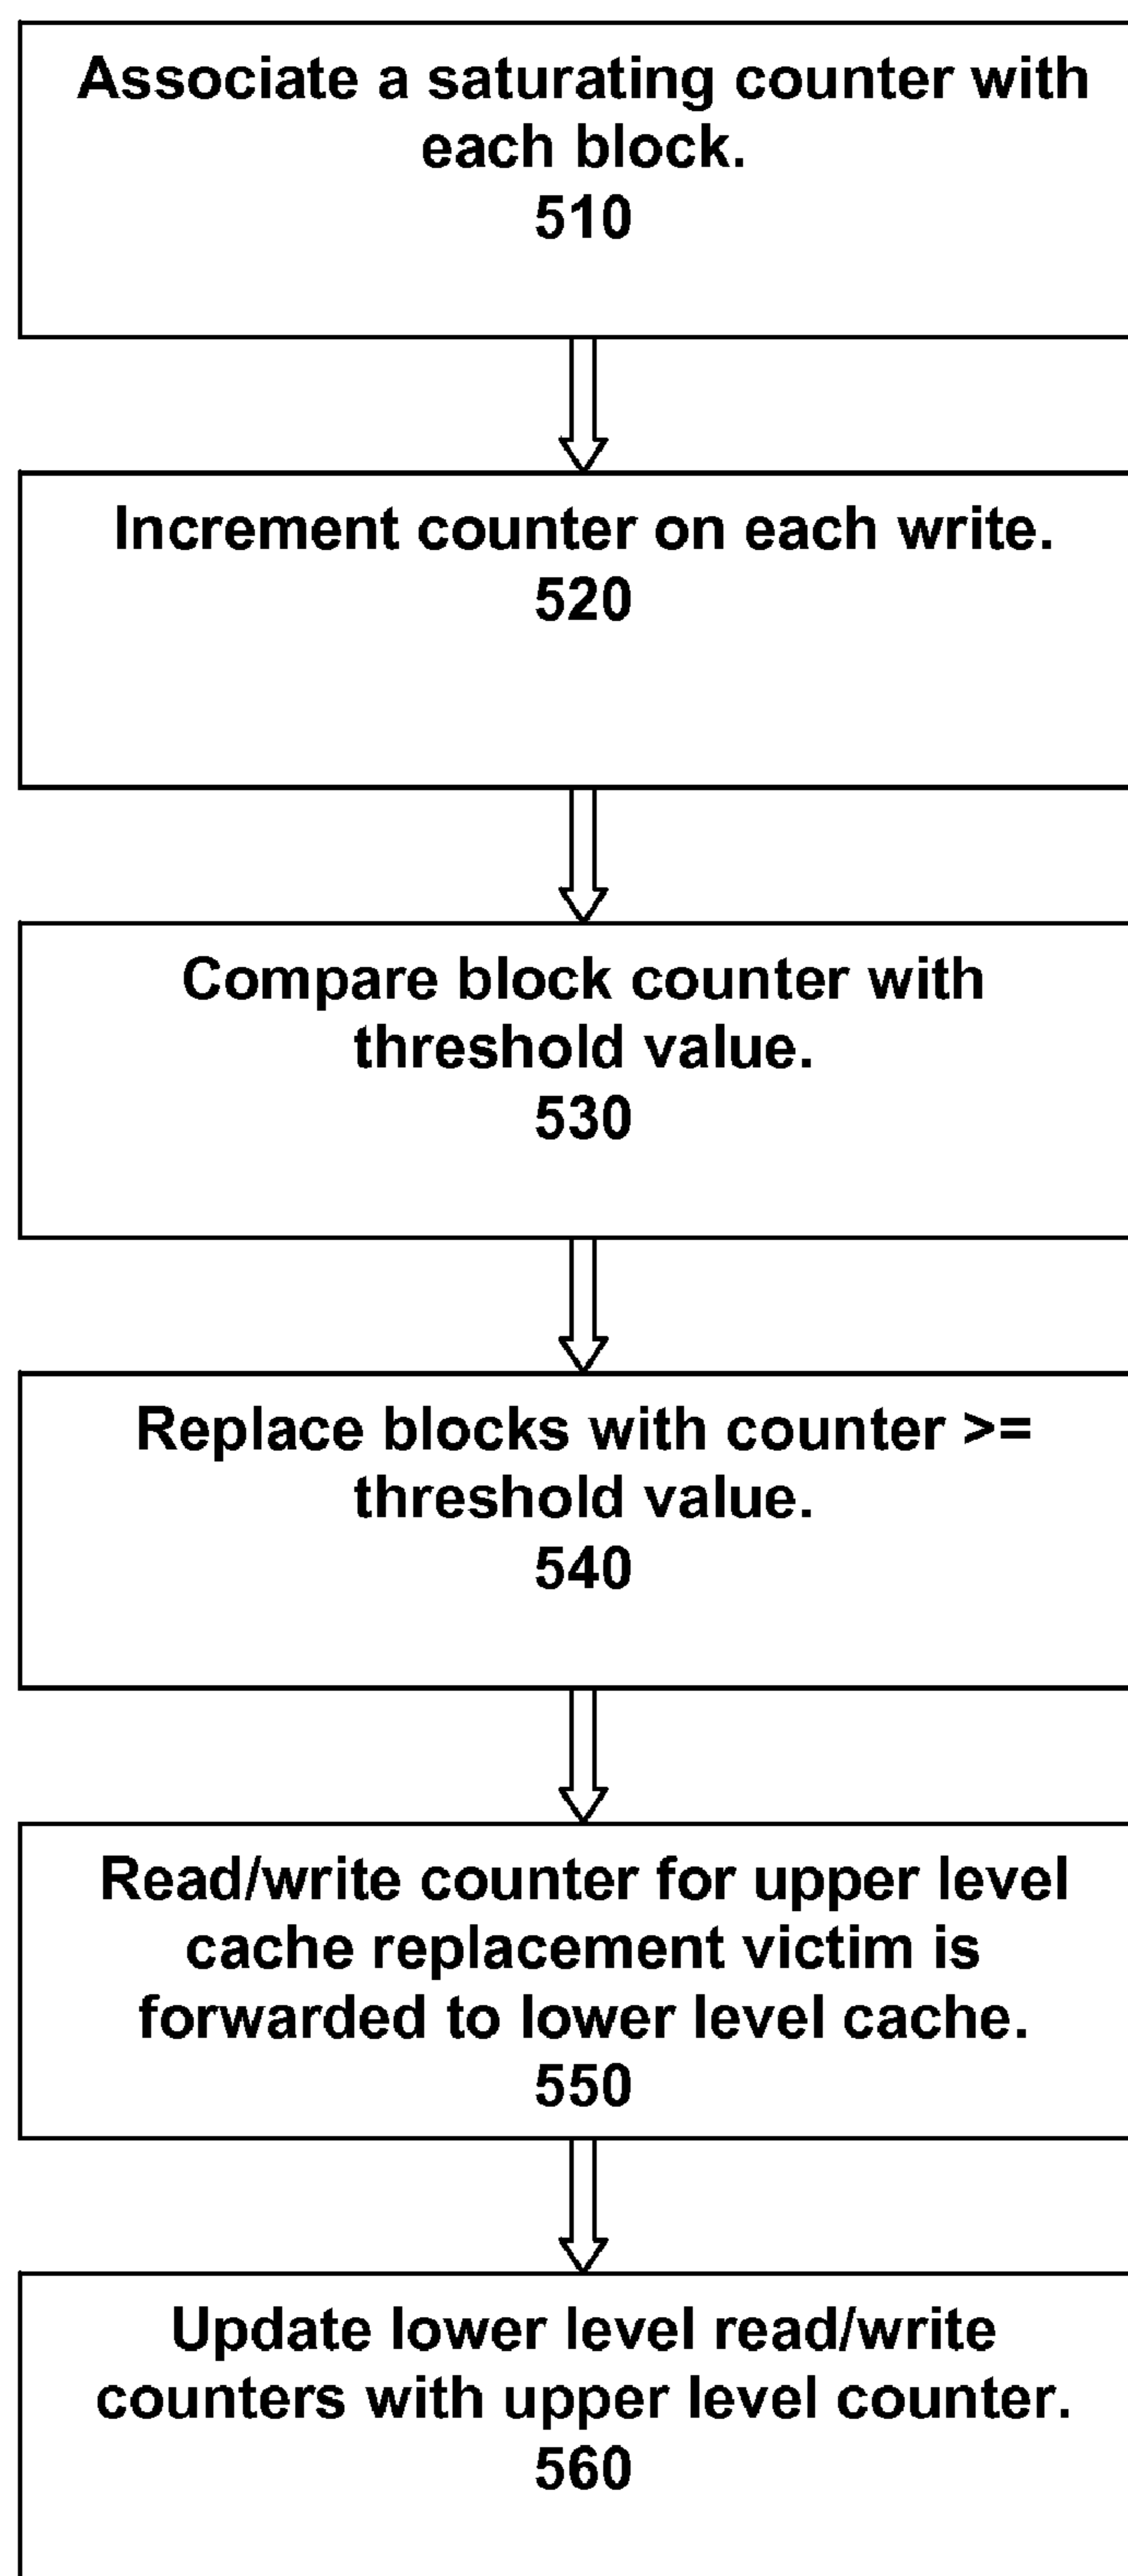 Associate a saturating counter with
each block.
510
Increment counter on each write.
520
Compare block counter with
threshold value.
530
Replace blocks with counter >=
threshold value.
540
Read/write counter for upper level
cache replacement victim is
forwarded to lower level cache.
550
Update lower level read/write
counters with upper level counter.
560